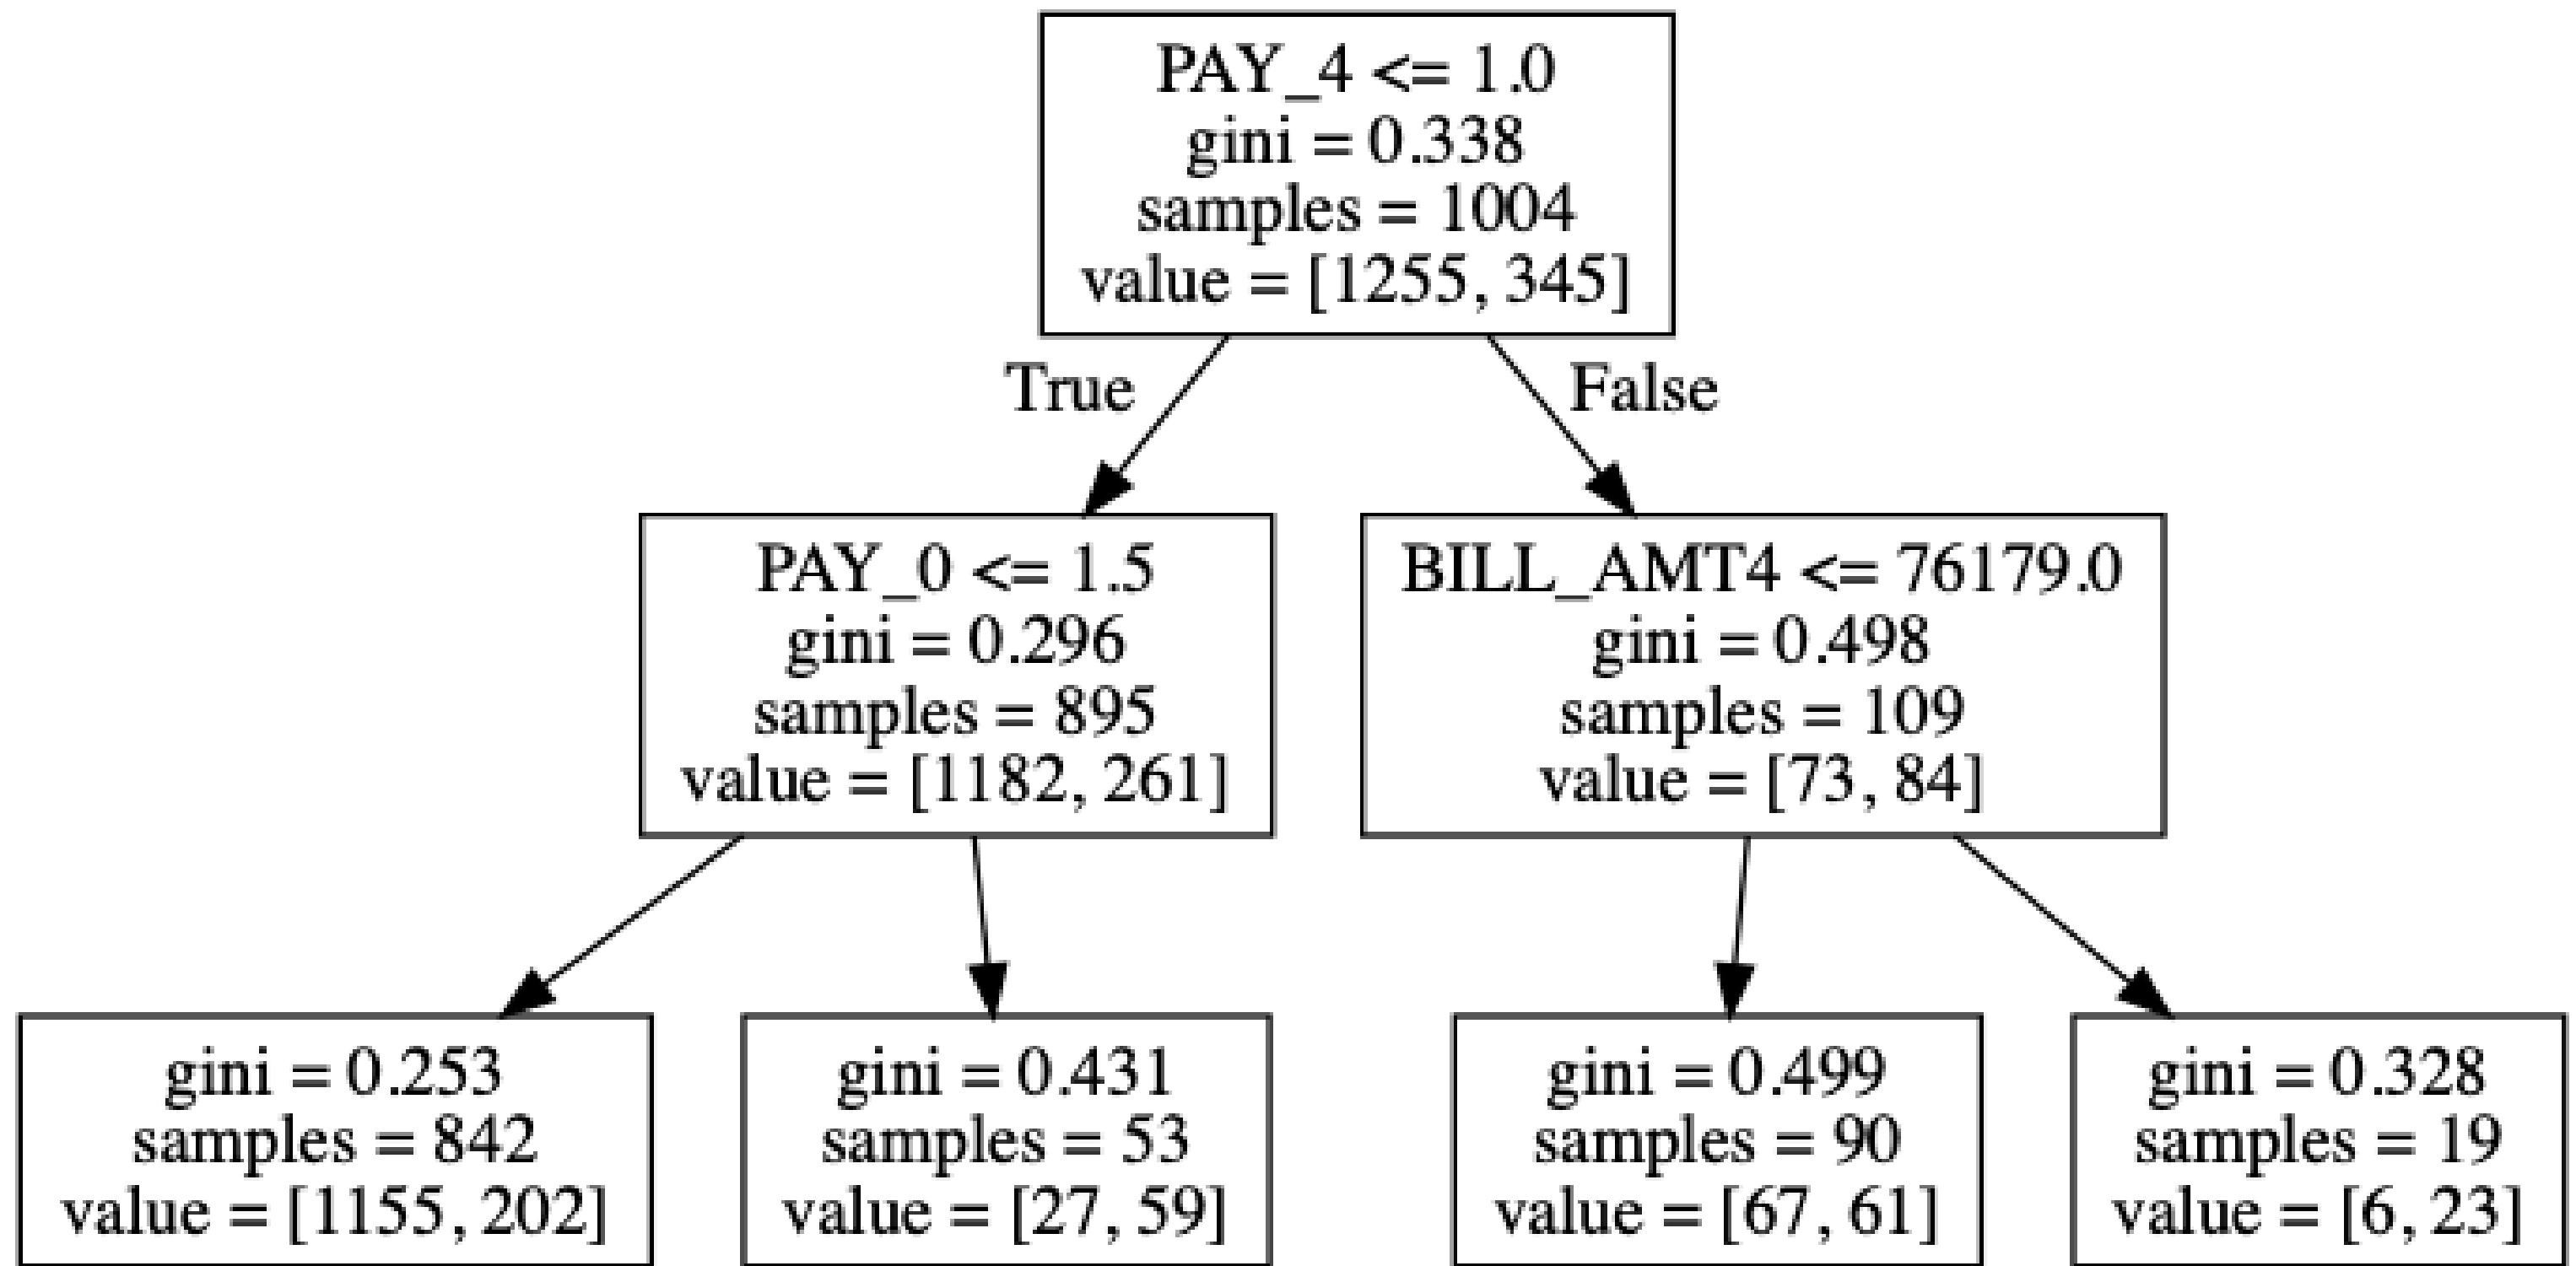 PAY_4 <= 1.0
gini = 0.338
samples = 1004
value = [1255, 345]
True
False
PAY_0 <= 1.5
gini = 0.296
samples = 895
value = [1182, 261]
BILL_AMT4 <= 76179.0
gini = 0.498
samples = 109
value = [73, 84]
gini = 0.253
samples = 842
value = [1155, 202]
gini = 0.431
samples = 53
value = [27, 59]
gini = 0.499
samples = 90
value = [67, 61]
gini = 0.328
samples = 19
value = [6, 23]